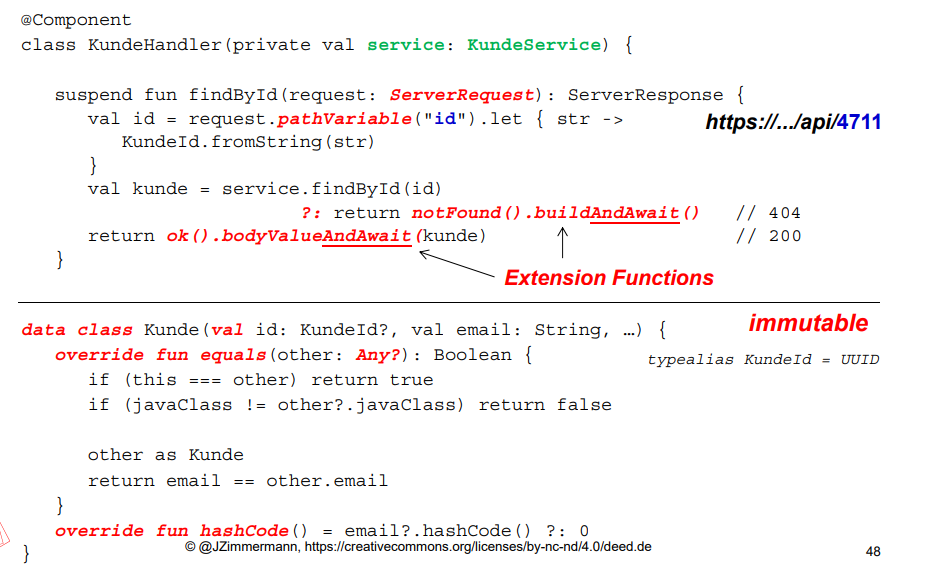 @Component
class KundeHandler(private val service: KundeService) {
suspend fun findById(request: ServerRequest): ServerResponse {
val id = request.pathVariable("id").let { str ->
https://.../api/4711
KundeId.fromString(str)
}
val kunde = service.findById(id)
?: return notFound().buildAndAwait() // 404
return ok().bodyValueAndAwait(kunde) // 200
}
Extension Functions
data class Kunde(val id: KundeId?, val email: String, …) {
immutable
override fun equals(other: Any?): Boolean {
typealias KundeId = UUID
if (this === other) return true
if (javaClass != other?.javaClass) return false
other as Kunde
return email == other.email
}
override fun hashCode() = email?.hashCode() ?: 0
}
© @JZimmermann, https://creativecommons.org/licenses/by-nc-nd/4.0/deed.de
48